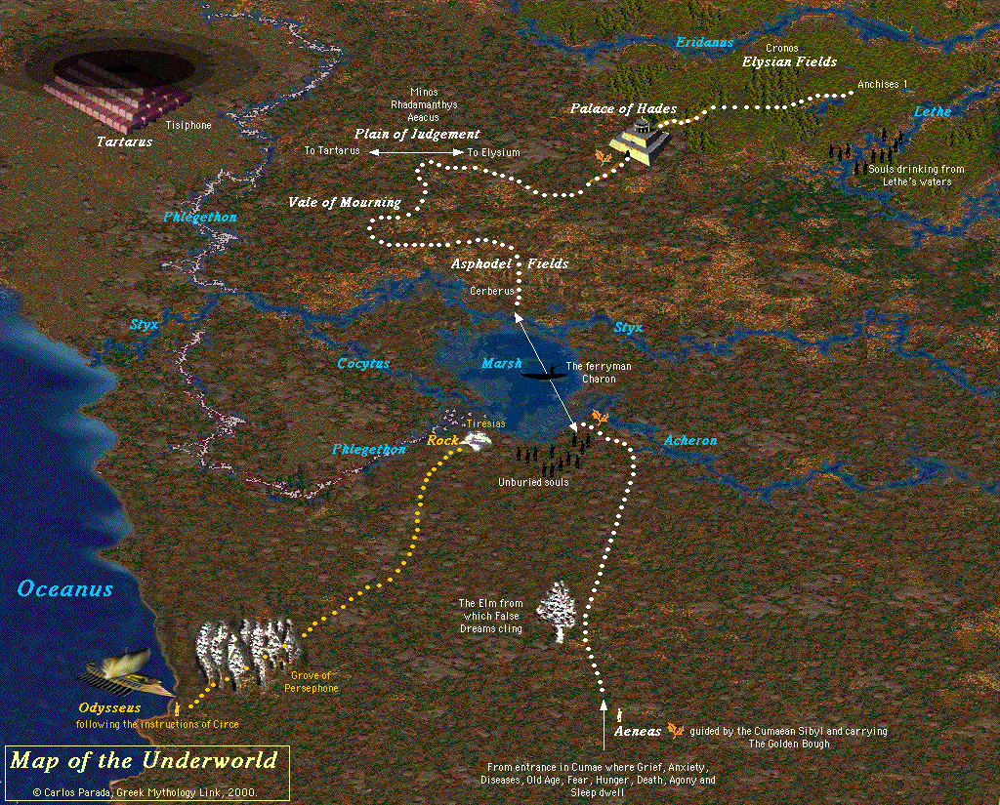 Eridanus
Cronos
Elysian Fields
Anchises 1
Palace of Hades
Lethe
Minos
Rhadamanthys
Aeacus
Plain of Judgement
Tisiphone
Tartarus
To Tartarus
To Elysium
Souls drinking from
Lethe's waters
Vale of Mourning
Phlegethon
Asphodel Fields
Cerberus
Styx
Styx
Cocytus
Marsh
The ferryman
Charon
Tiresias
Rock
Phlegethon
Acheron
Unburied souls
Oceanus
The Elm from
which False
Dreams cling
Grove of
Persephone
Odysseus
following the instructions of Circe
Aeneas
guided by the Cumaean Sibyl and carrying
The Golden Bough
From entrance in Cumae where Grief, Anxiety,
Diseases, Old Age, Fear, Hunger, Death, Agony and
Sleep dwell
Map of the Underworld
© Carlos Parada, Greek Mythology Link, 2000.